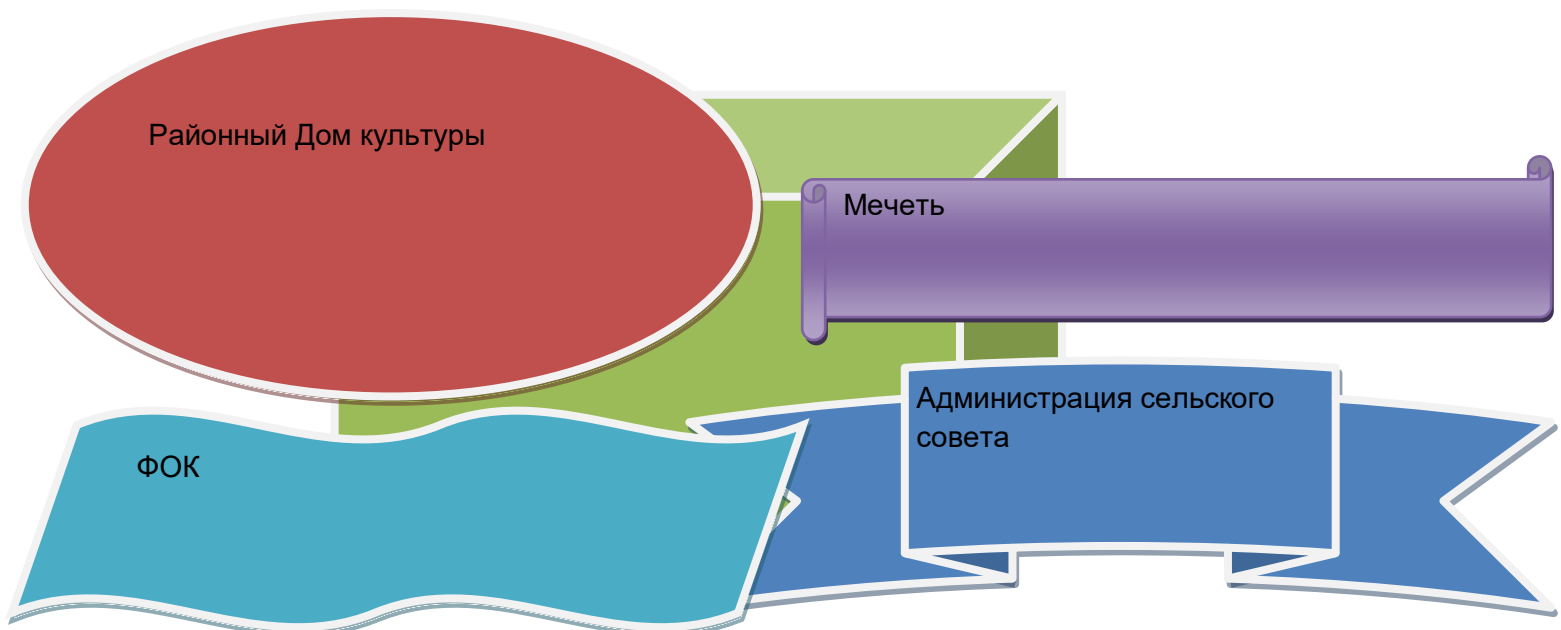 Районный Дом культуры
Мечеть
Администрация сельского
совета
ФОК